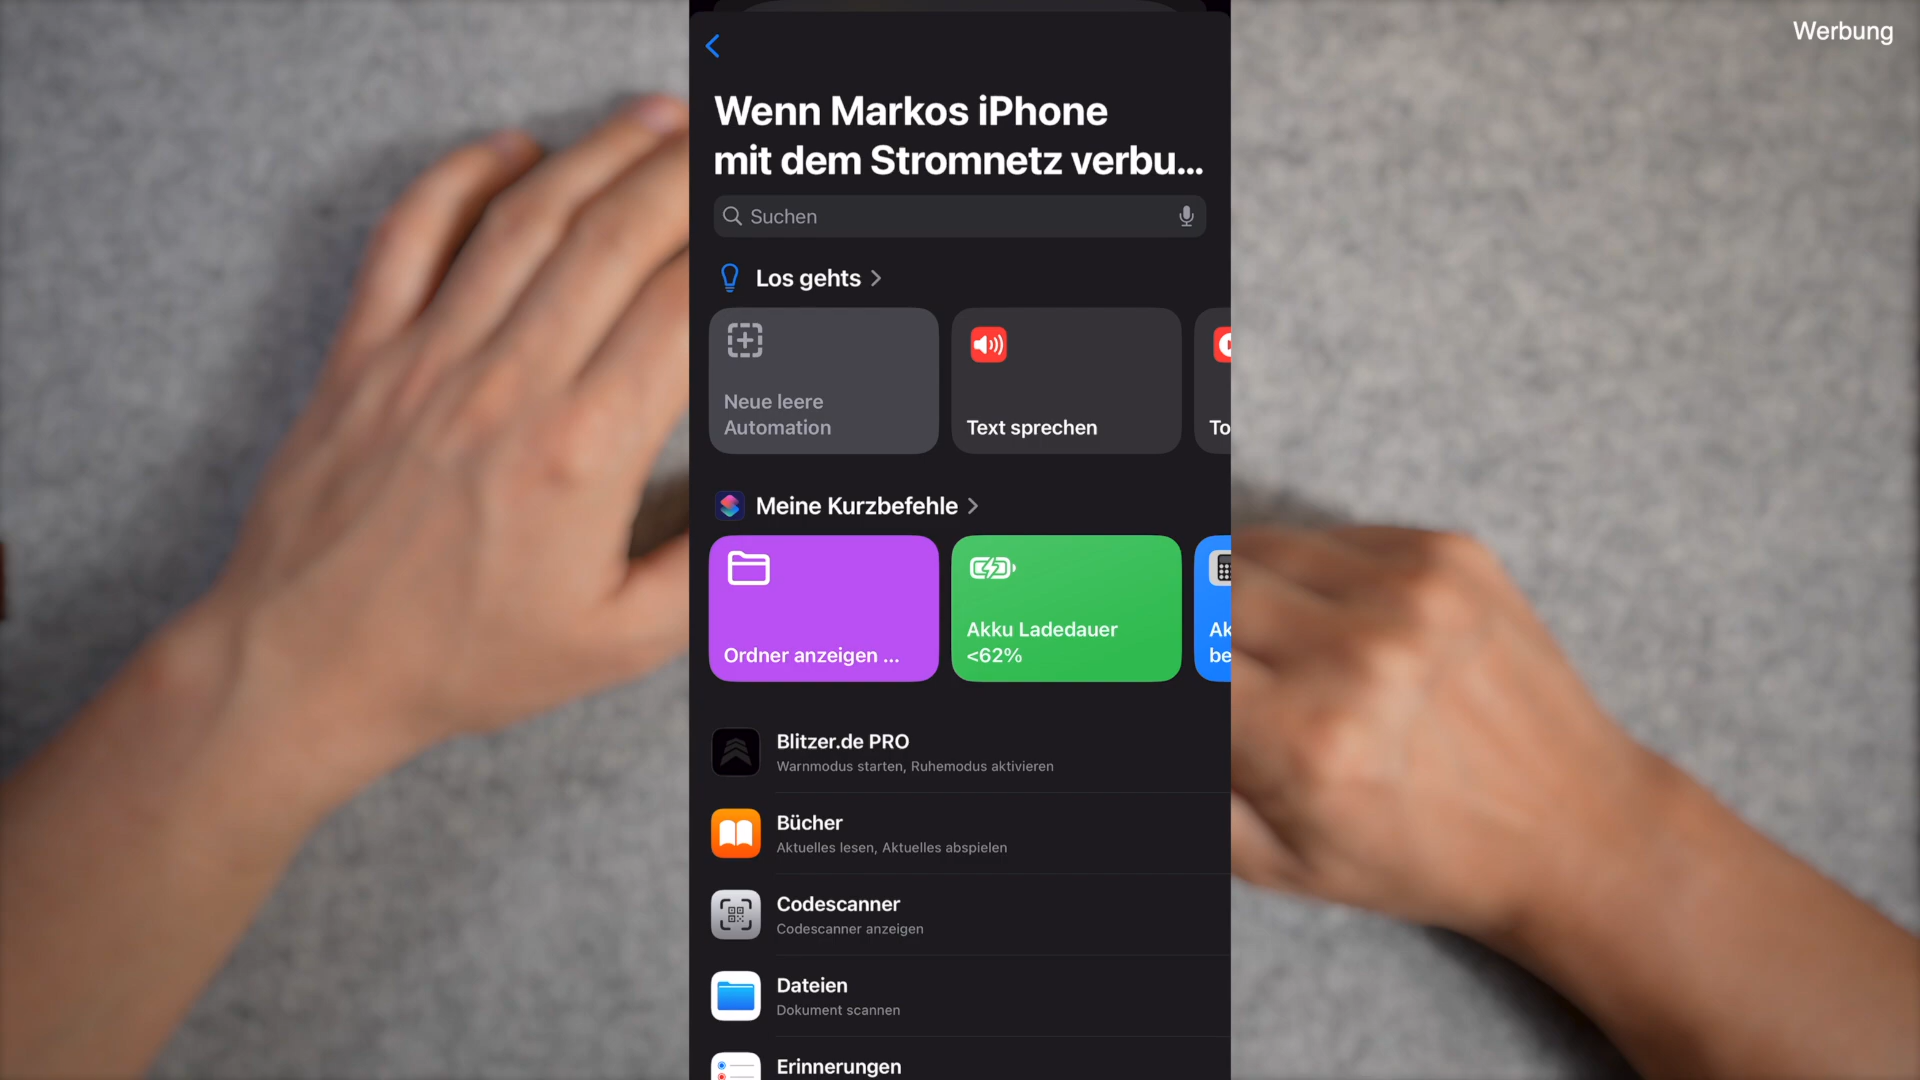 Werbung
Wenn Markos iPhone
mit dem Stromnetz verbu...
Suchen
Los gehts
Neue leere
Automation
Text sprechen
To
Meine Kurzbefehle
Ordner anzeigen ...
Akku Ladedauer
<62%
Ak
be
Blitzer.de PRO
Warnmodus starten, Ruhemodus aktivieren
Bücher
Aktuelles lesen, Aktuelles abspielen
Codescanner
Codescanner anzeigen
Dateien
Dokument scannen
Erinnerungen